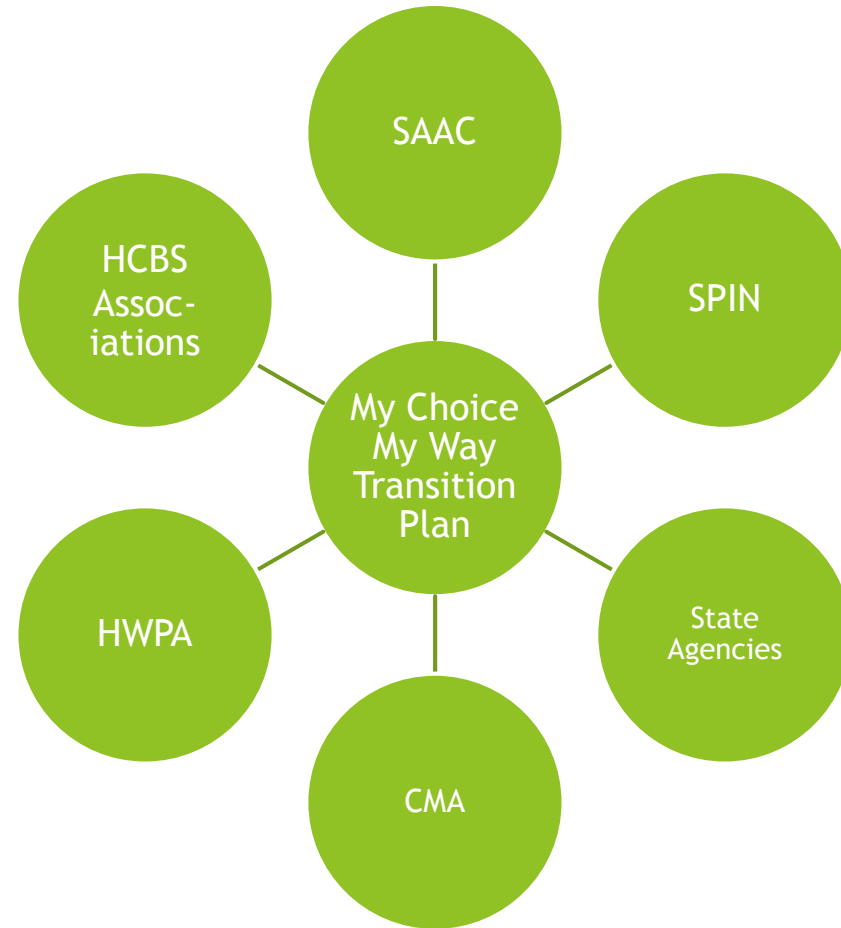 SAAC
HCBS
Assoc-
iations
SPIN
My Choice
My Way
Transition
Plan
HWPA
State
Agencies
CMA